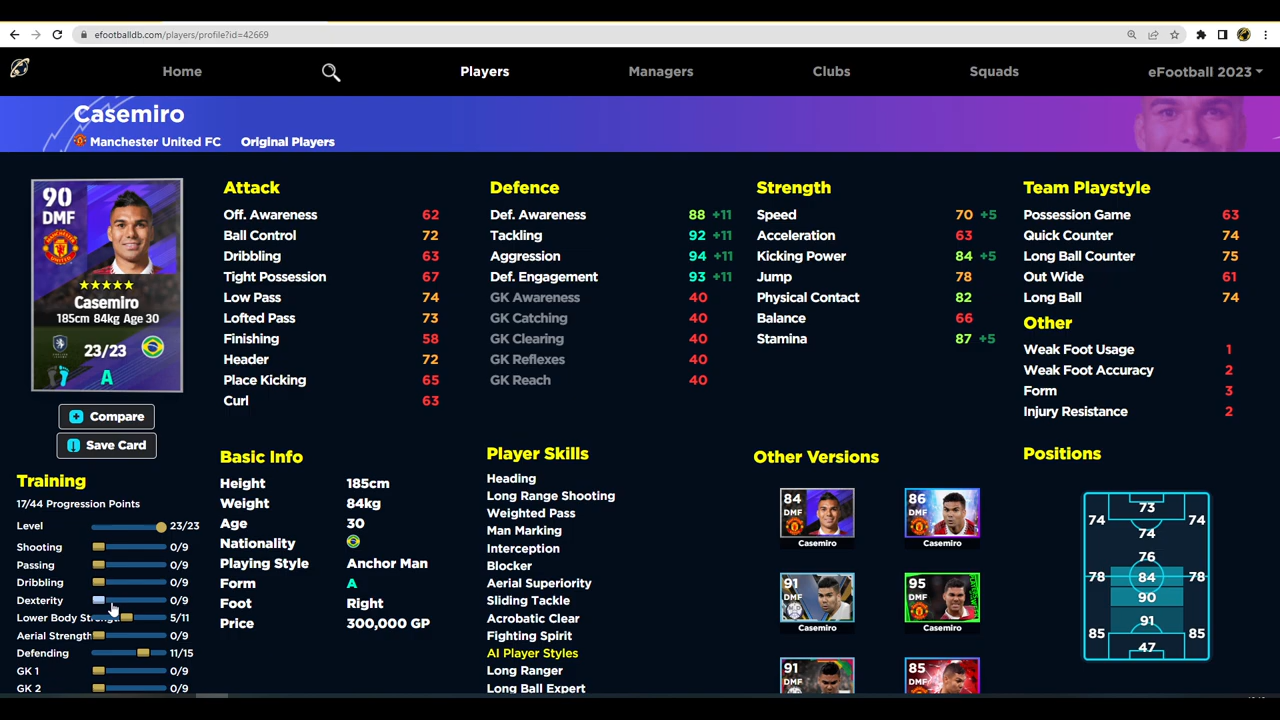 efootballdb.com/players/profile?id=42669
Home Players Managers Clubs Squads eFootball 2023
Casemiro
Manchester United FC Original Players
90
DMF
Casemiro
185cm 84kg Age 30
23/23
A
Compare
Save Card
Attack
Off. Awareness 62
Ball Control 72
Dribbling 63
Tight Possession 67
Low Pass 74
Lofted Pass 73
Finishing 58
Header 72
Place Kicking 65
Curl 63
Defence
Def. Awareness 88 +11
Tackling 92 +11
Aggression 94 +11
Def. Engagement 93 +11
GK Awareness 40
GK Catching 40
GK Clearing 40
GK Reflexes 40
GK Reach 40
Strength
Speed 70 +5
Acceleration 63
Kicking Power 84 +5
Jump 78
Physical Contact 82
Balance 66
Stamina 87 +5
Team Playstyle
Possession Game 63
Quick Counter 74
Long Ball Counter 75
Out Wide 61
Long Ball 74
Other
Weak Foot Usage 1
Weak Foot Accuracy 2
Form 3
Injury Resistance 2
Training
17/44 Progression Points
Level 23/23
Shooting 0/9
Passing 0/9
Dribbling 0/9
Dexterity 0/9
Lower Body Streng 5/11
Aerial Strength 0/9
Defending 11/15
GK 1 0/9
GK 2 0/9
Basic Info
Height 185cm
Weight 84kg
Age 30
Nationality
Playing Style Anchor Man
Form A
Foot Right
Price 300,000 GP
Player Skills
Heading
Long Range Shooting
Weighted Pass
Man Marking
Interception
Blocker
Aerial Superiority
Sliding Tackle
Acrobatic Clear
Fighting Spirit
AI Player Styles
Long Ranger
Long Ball Expert
Other Versions
84 DMF 86 DMF
Casemiro Casemiro
91 DMF 95 DMF
Casemiro Casemiro
91 DMF 85 DMF
Positions
73
74 74
74
76
78 84 78
90
91
85 85
47